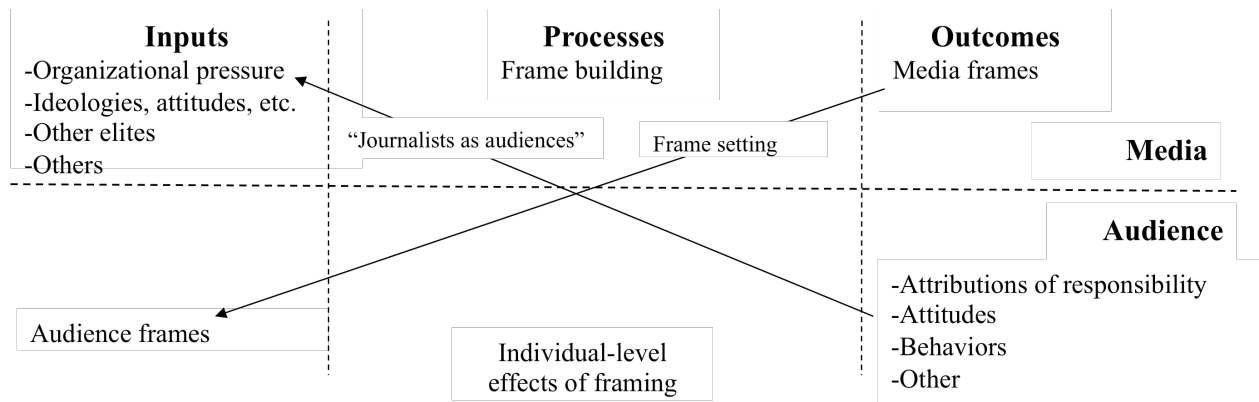 Inputs
-Organizational pressure
-Ideologies, attitudes, etc.
-Other elites
-Others
Processes
Frame building
Outcomes
Media frames
“Journalists as audiences”
Frame setting
Media
Audience
-Attributions of responsibility
-Attitudes
-Behaviors
-Other
Audience frames
Individual-level
effects of framing